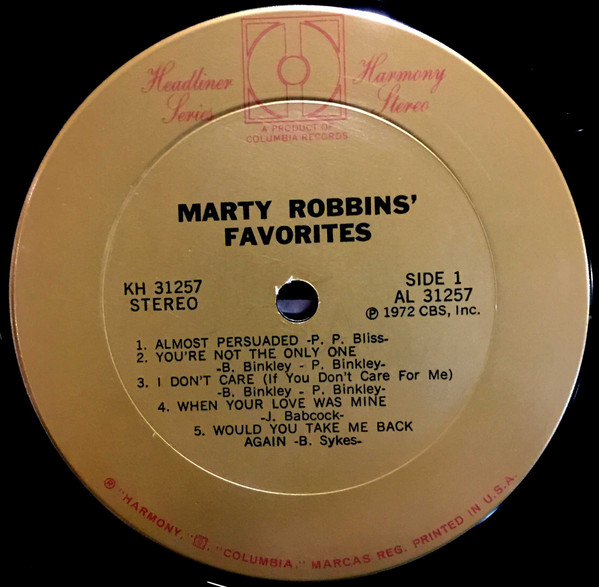 Headliner Series
Harmony Stereo
A PRODUCT OF
COLUMBIA RECORDS
MARTY ROBBINS'
FAVORITES
KH 31257
STEREO
SIDE 1
AL 31257
℗ 1972 CBS, Inc.
1. ALMOST PERSUADED -P. P. Bliss-
2. YOU'RE NOT THE ONLY ONE
-B. Binkley - P. Binkley-
3. I DON'T CARE (If You Don't Care For Me)
-B. Binkley - P. Binkley-
4. WHEN YOUR LOVE WAS MINE
-J. Babcock-
5. WOULD YOU TAKE ME BACK
AGAIN -B. Sykes-
® "HARMONY," , "COLUMBIA," MARCAS REG. PRINTED IN U.S.A.